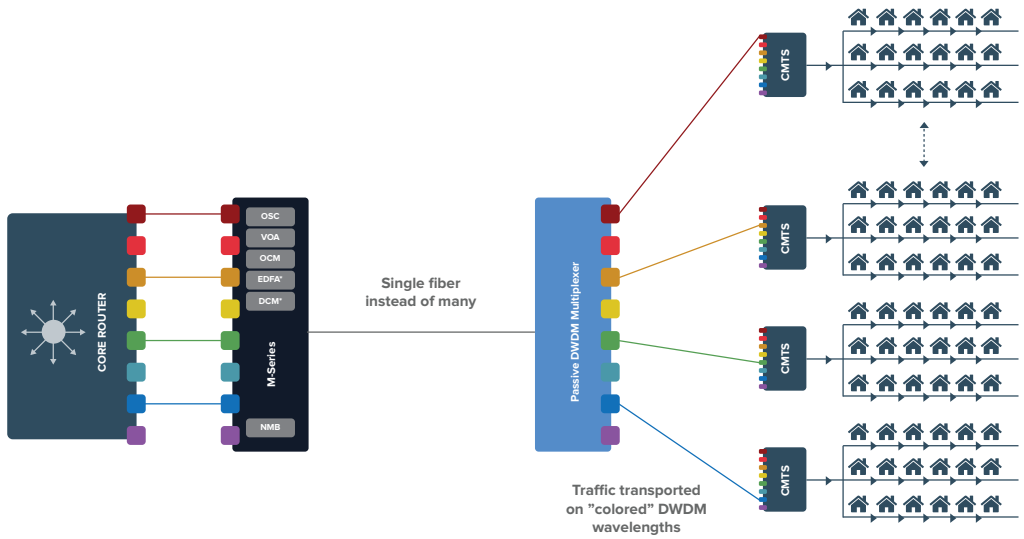 CORE ROUTER
OSC
VOA
OCM
EDFA*
DCM*
M-Series
NMB
Single fiber
instead of many
Passive DWDM Multiplexer
Traffic transported
on ”colored” DWDM
wavelengths
CMTS
CMTS
CMTS
CMTS